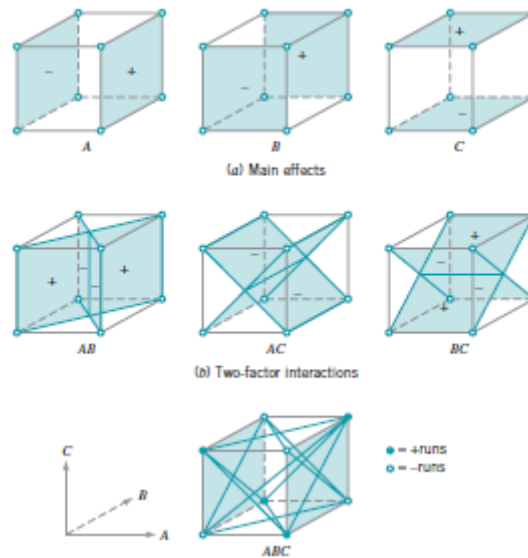 − +
A
− +
B
+
−
C
(a) Main effects
+ − − +
AB
− −
AC
+
− −
+
BC
(b) Two-factor interactions
C
B
A
ABC
= +runs
= −runs